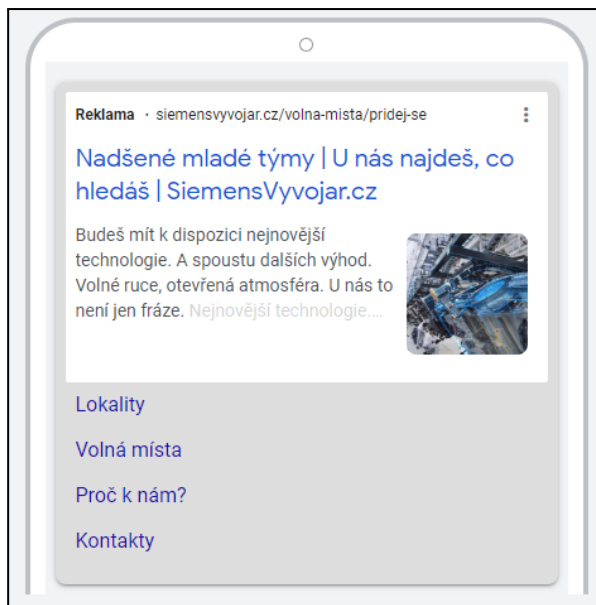 Reklama · siemensvyvojar.cz/volna-mista/pridej-se
Nadšené mladé týmy | U nás najdeš, co
hledáš | SiemensVyvojar.cz
Budeš mít k dispozici nejnovější
technologie. A spoustu dalších výhod.
Volné ruce, otevřená atmosféra. U nás to
není jen fráze. Nejnovější technologie....
Lokality
Volná místa
Proč k nám?
Kontakty